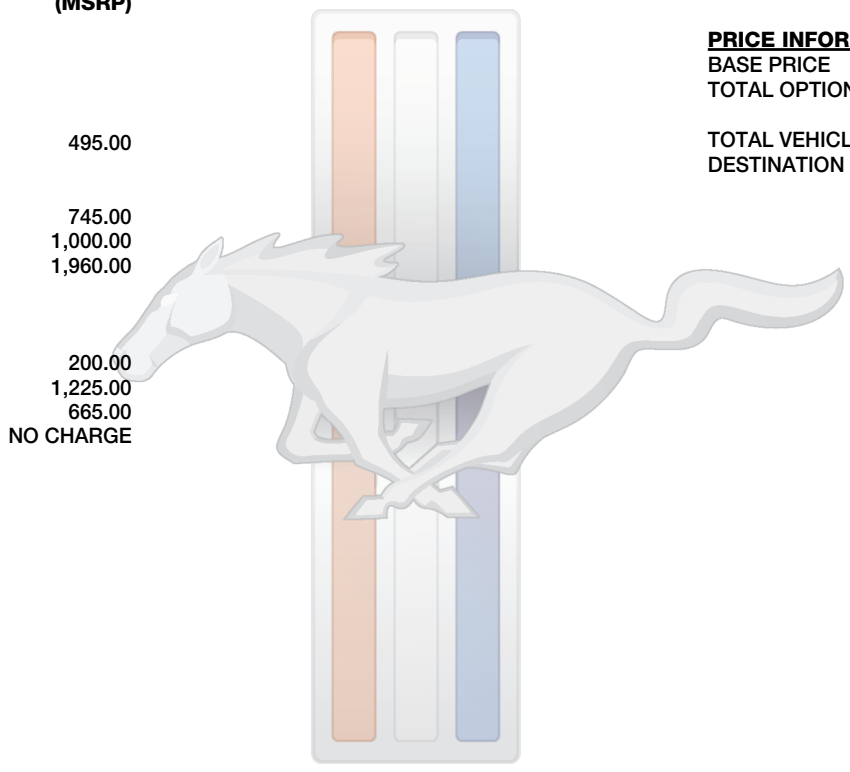 (MSRP)
495.00
745.00
1,000.00
1,960.00
200.00
1,225.00
665.00
NO CHARGE
PRICE INFOR
BASE PRICE
TOTAL OPTION
TOTAL VEHICL
DESTINATION